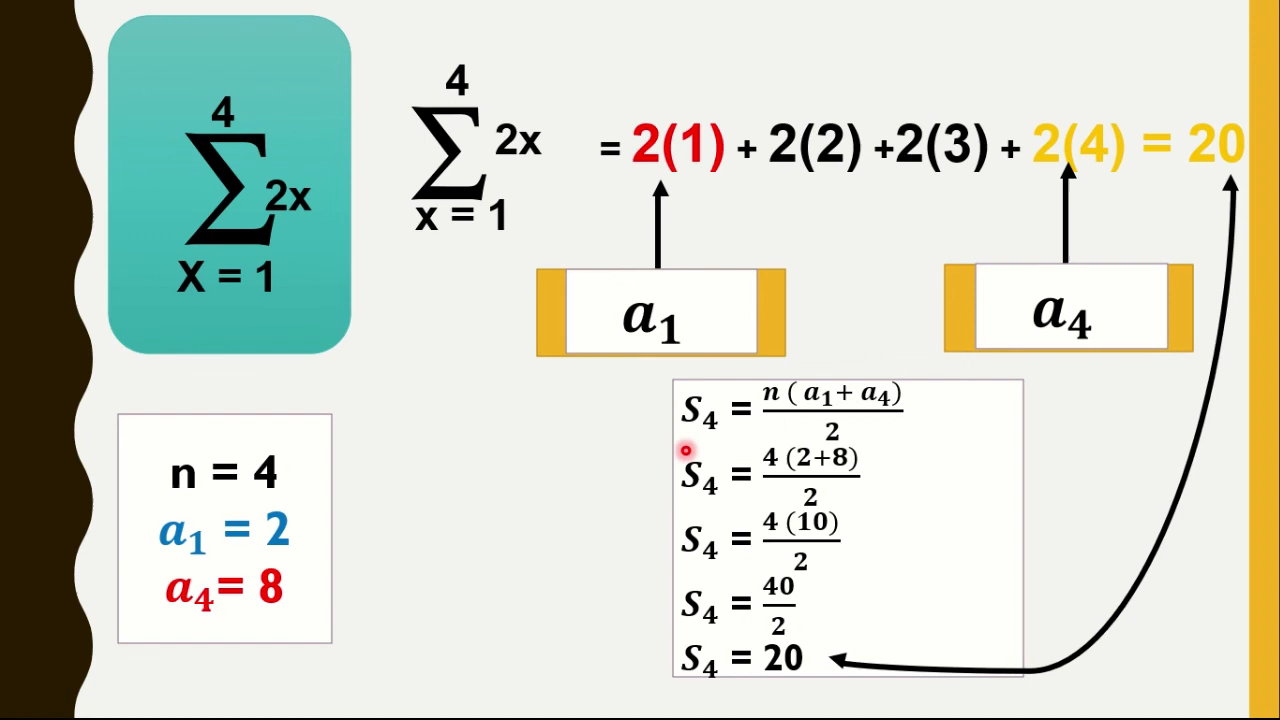 4
∑ 2x
X = 1
4
∑ 2x = 2(1) + 2(2) +2(3) + 2(4) = 20
x = 1
a₁
a₄
n = 4
a₁ = 2
a₄= 8
S₄ = n ( a₁+ a₄) / 2
S₄ = 4 (2+8) / 2
S₄ = 4 (10) / 2
S₄ = 40 / 2
S₄ = 20